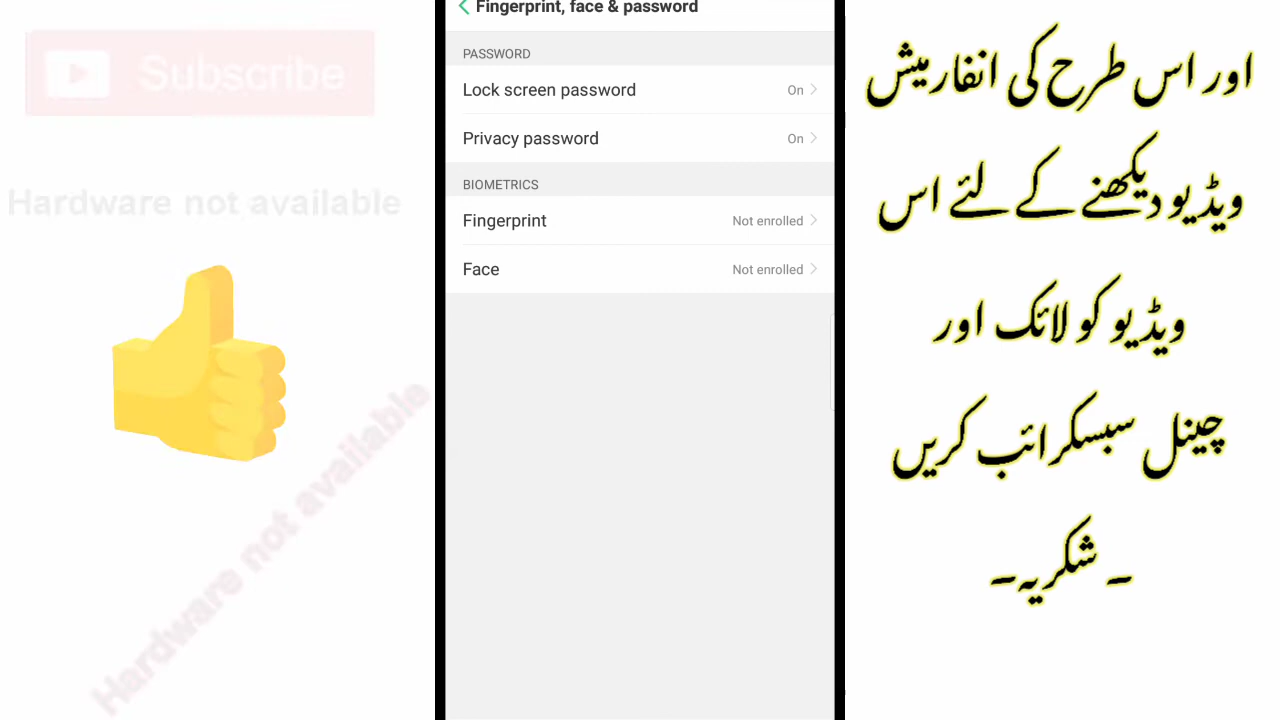 Subscribe
Hardware not available
Hardware not available
Fingerprint, face & password
PASSWORD
Lock screen password On
Privacy password On
BIOMETRICS
Fingerprint Not enrolled
Face Not enrolled
اور اس طرح کی انفارمیش
ویڈیو دیکھنے کے لئے اس
ویڈیو کو لائک اور
چینل سبسکرائب کریں
۔ شکریہ۔